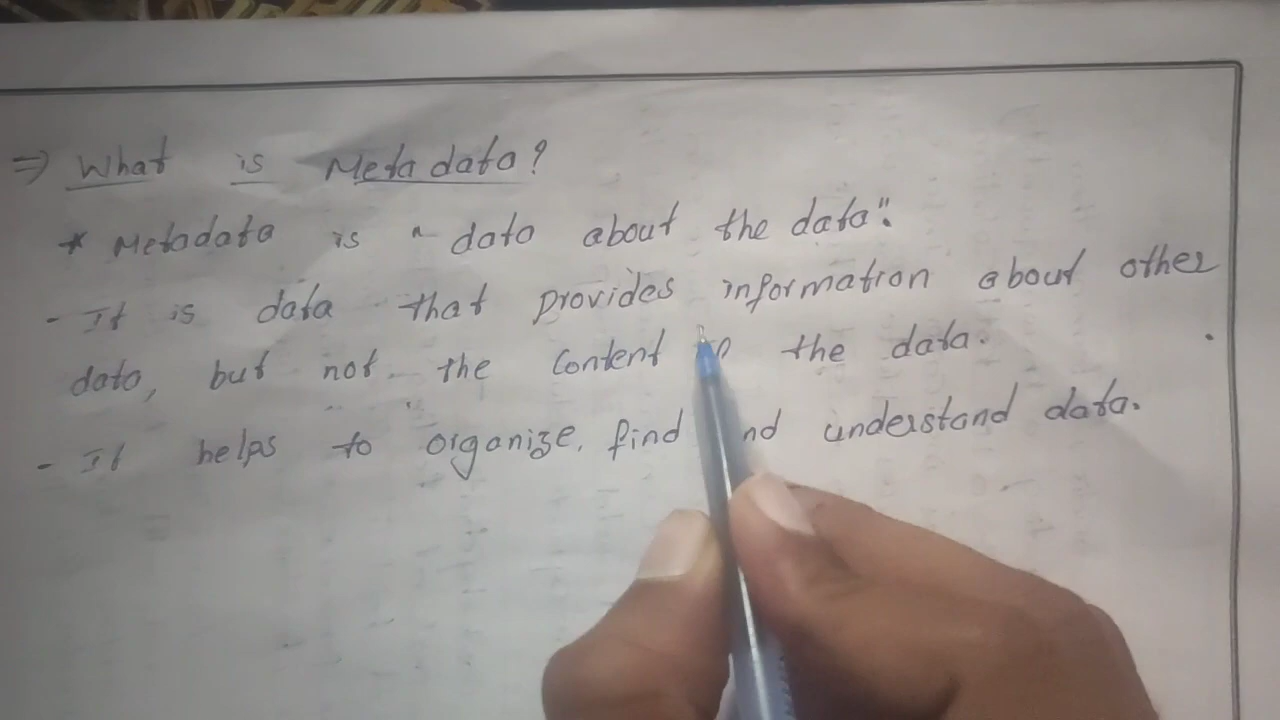 ⇒ What is Metadata?
* Metadata is " data about the data".
- It is data that provides information about other
data, but not the content the data.
- It helps to organize, find and understand data.